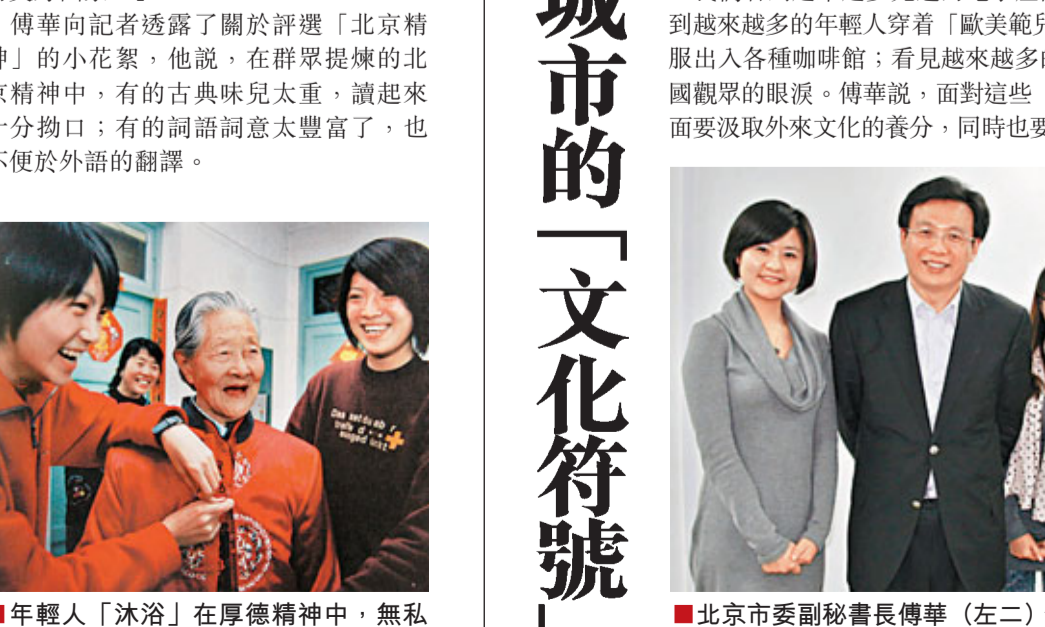 傅華向記者透露了關於評選「北京精
神」的小花絮，他說，在群眾提煉的北
京精神中，有的古典味兒太重，讀起來
十分拗口；有的詞語詞意太豐富了，也
不便於外語的翻譯。
■年輕人「沐浴」在厚德精神中，無私
城市的「文化符號」
到越來越多的年輕人穿着「歐美範兒
服出入各種咖啡館；看見越來越多的
國觀眾的眼淚。傅華說，面對這些「
面要汲取外來文化的養分，同時也要
■北京市委副秘書長傅華（左二）